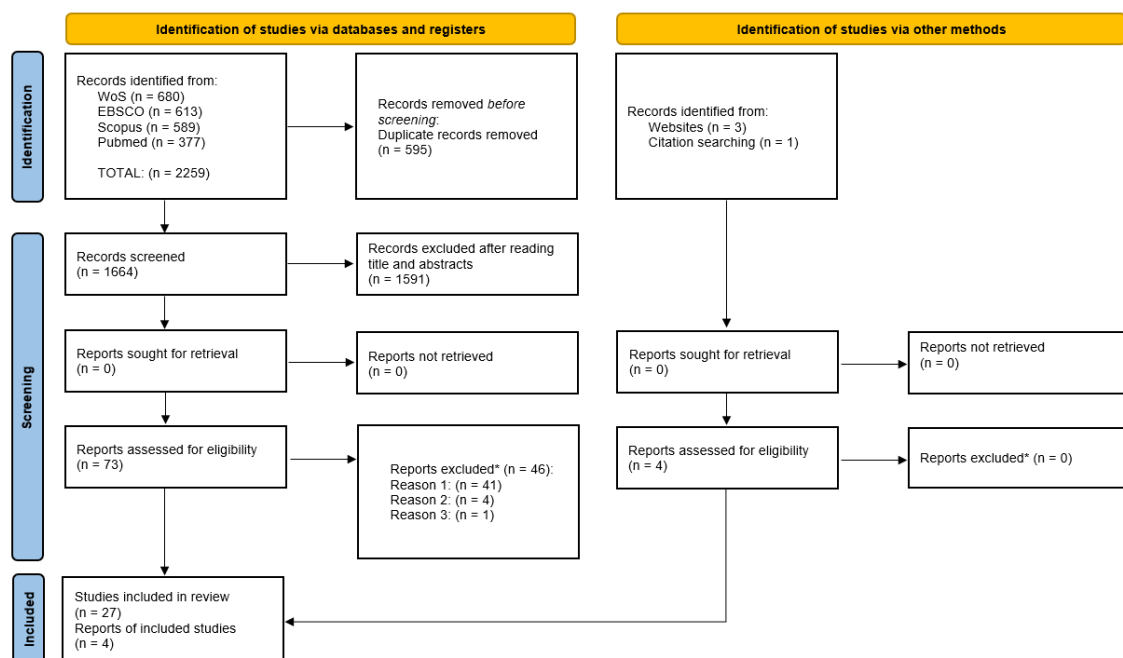 Identification of studies via databases and registers
Identification of studies via other methods
Identification
Records identified from:
WoS (n = 680)
EBSCO (n = 613)
Scopus (n = 589)
Pubmed (n = 377)
TOTAL: (n = 2259)
Records removed before
screening:
Duplicate records removed
(n = 595)
Records identified from:
Websites (n = 3)
Citation searching (n = 1)
Screening
Records screened
(n = 1664)
Records excluded after reading
title and abstracts
(n = 1591)
Reports sought for retrieval
(n = 0)
Reports not retrieved
(n = 0)
Reports sought for retrieval
(n = 0)
Reports not retrieved
(n = 0)
Reports assessed for eligibility
(n = 73)
Reports excluded* (n = 46):
Reason 1: (n = 41)
Reason 2: (n = 4)
Reason 3: (n = 1)
Reports assessed for eligibility
(n = 4)
Reports excluded* (n = 0)
Included
Studies included in review
(n = 27)
Reports of included studies
(n = 4)